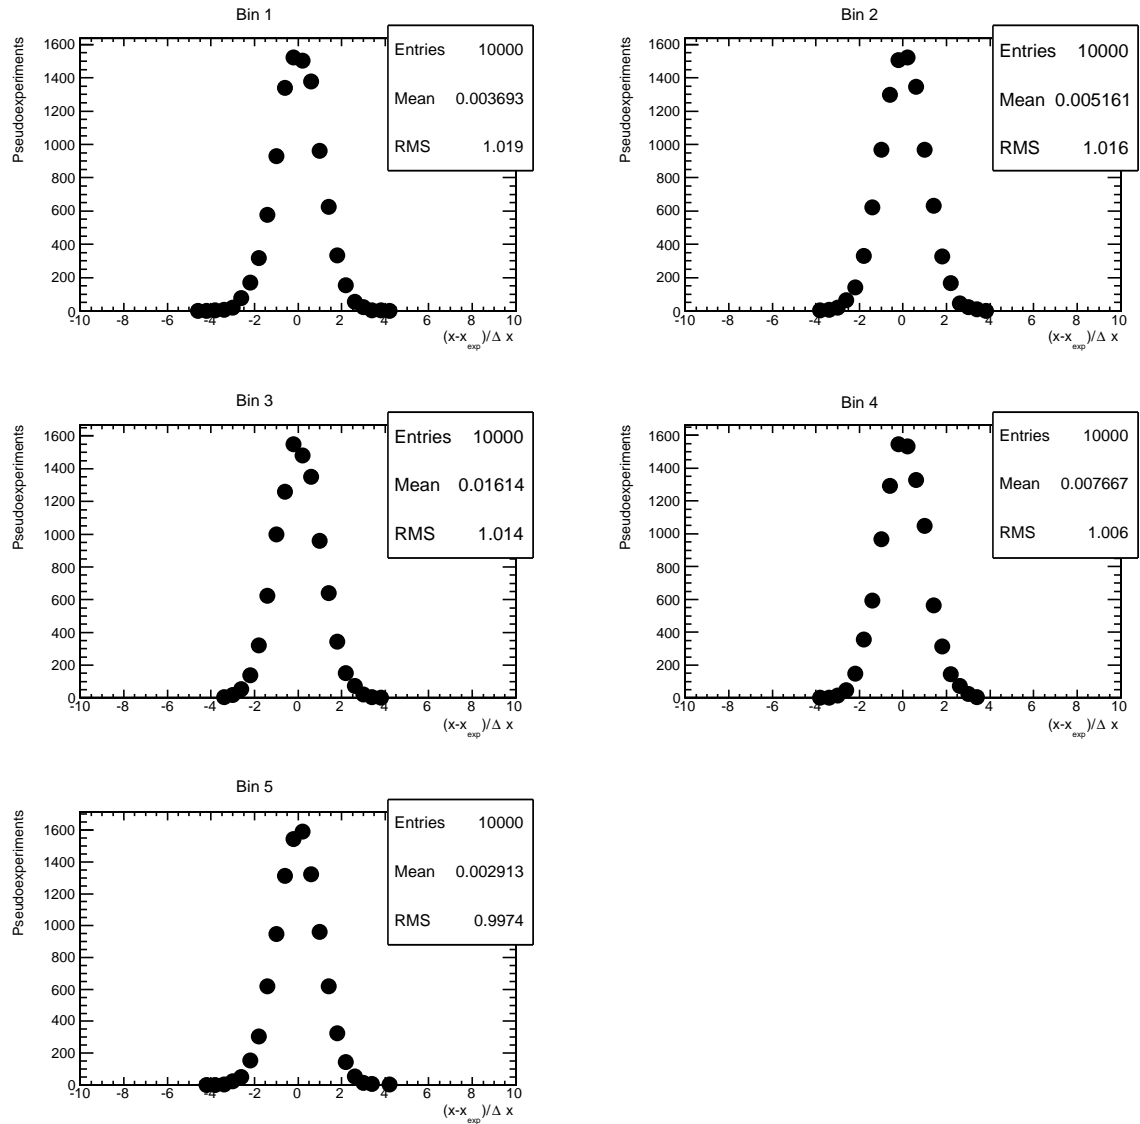 Bin 1
Pseudoexperiments
1600
1400
1200
1000
800
600
400
200
0
-10 -8 -6 -4 -2 0 2 4 6 8 10
(x-x_exp)/Δ x
Entries 10000
Mean 0.003693
RMS 1.019
Bin 2
Pseudoexperiments
1600
1400
1200
1000
800
600
400
200
0
-10 -8 -6 -4 -2 0 2 4 6 8 10
(x-x_exp)/Δ x
Entries 10000
Mean 0.005161
RMS 1.016
Bin 3
Pseudoexperiments
1600
1400
1200
1000
800
600
400
200
0
-10 -8 -6 -4 -2 0 2 4 6 8 10
(x-x_exp)/Δ x
Entries 10000
Mean 0.01614
RMS 1.014
Bin 4
Pseudoexperiments
1600
1400
1200
1000
800
600
400
200
0
-10 -8 -6 -4 -2 0 2 4 6 8 10
(x-x_exp)/Δ x
Entries 10000
Mean 0.007667
RMS 1.006
Bin 5
Pseudoexperiments
1600
1400
1200
1000
800
600
400
200
0
-10 -8 -6 -4 -2 0 2 4 6 8 10
(x-x_exp)/Δ x
Entries 10000
Mean 0.002913
RMS 0.9974